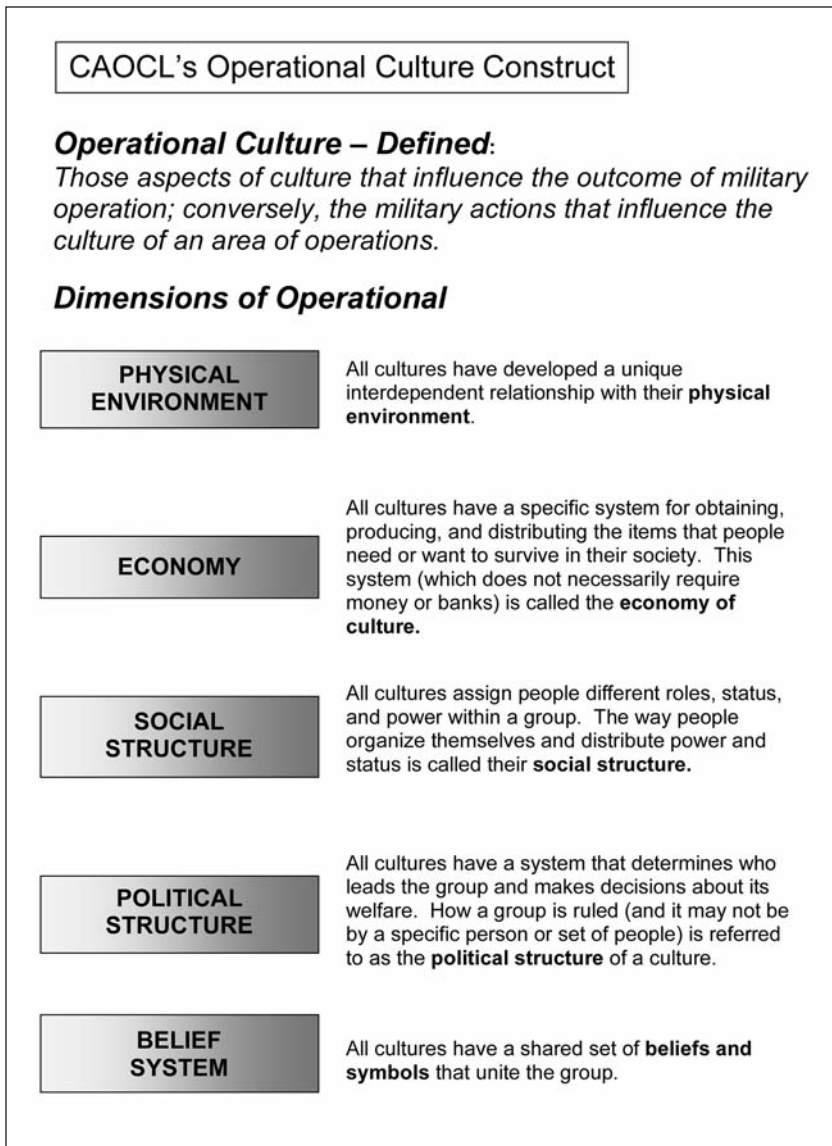 CAOCL's Operational Culture Construct
Operational Culture – Defined:
Those aspects of culture that influence the outcome of military
operation; conversely, the military actions that influence the
culture of an area of operations.
Dimensions of Operational
PHYSICAL
ENVIRONMENT
All cultures have developed a unique
interdependent relationship with their physical
environment.
ECONOMY
All cultures have a specific system for obtaining,
producing, and distributing the items that people
need or want to survive in their society.  This
system (which does not necessarily require
money or banks) is called the economy of
culture.
SOCIAL
STRUCTURE
All cultures assign people different roles, status,
and power within a group.  The way people
organize themselves and distribute power and
status is called their social structure.
POLITICAL
STRUCTURE
All cultures have a system that determines who
leads the group and makes decisions about its
welfare.  How a group is ruled (and it may not be
by a specific person or set of people) is referred
to as the political structure of a culture.
BELIEF
SYSTEM
All cultures have a shared set of beliefs and
symbols that unite the group.